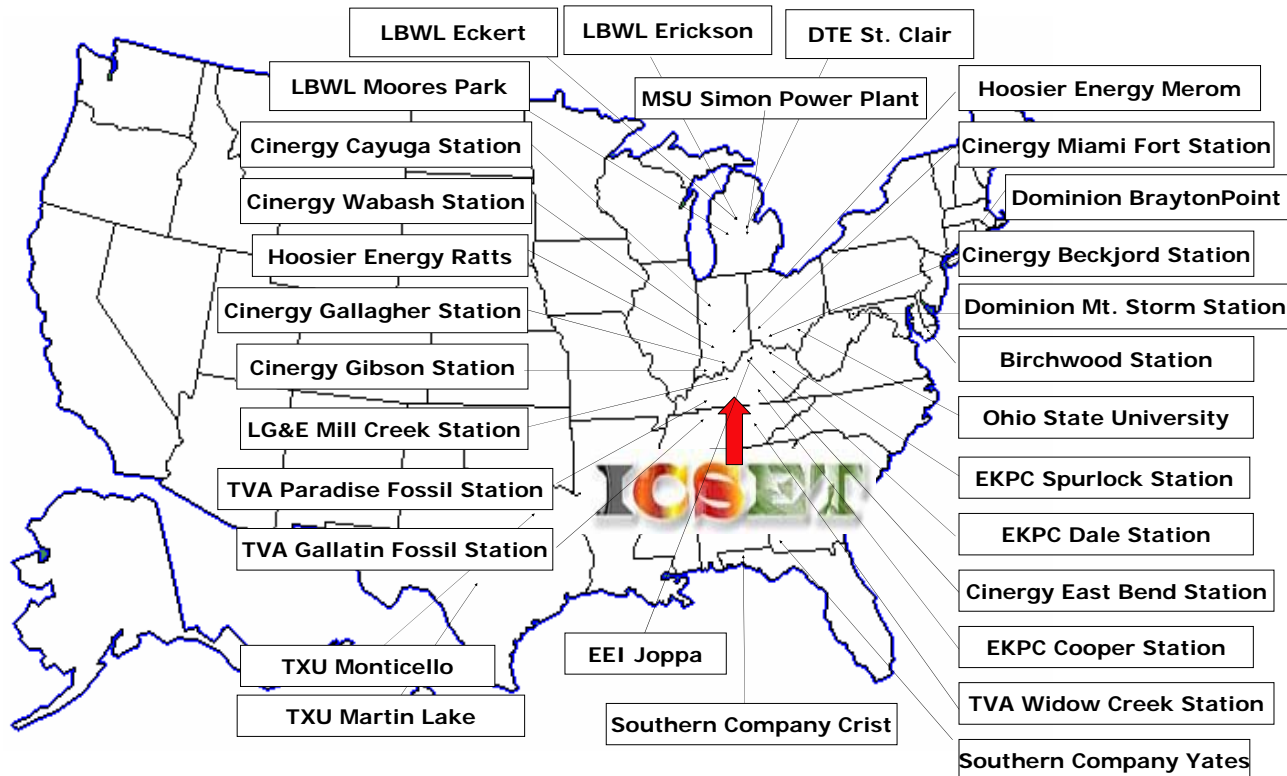 LBWL Eckert
LBWL Erickson
DTE St. Clair
LBWL Moores Park
MSU Simon Power Plant
Hoosier Energy Merom
Cinergy Cayuga Station
Cinergy Miami Fort Station
Cinergy Wabash Station
Dominion BraytonPoint
Hoosier Energy Ratts
Cinergy Beckjord Station
Cinergy Gallagher Station
Dominion Mt. Storm Station
Cinergy Gibson Station
Birchwood Station
LG&E Mill Creek Station
Ohio State University
ICSET
TVA Paradise Fossil Station
EKPC Spurlock Station
TVA Gallatin Fossil Station
EKPC Dale Station
Cinergy East Bend Station
TXU Monticello
EEI Joppa
EKPC Cooper Station
TXU Martin Lake
Southern Company Crist
TVA Widow Creek Station
Southern Company Yates